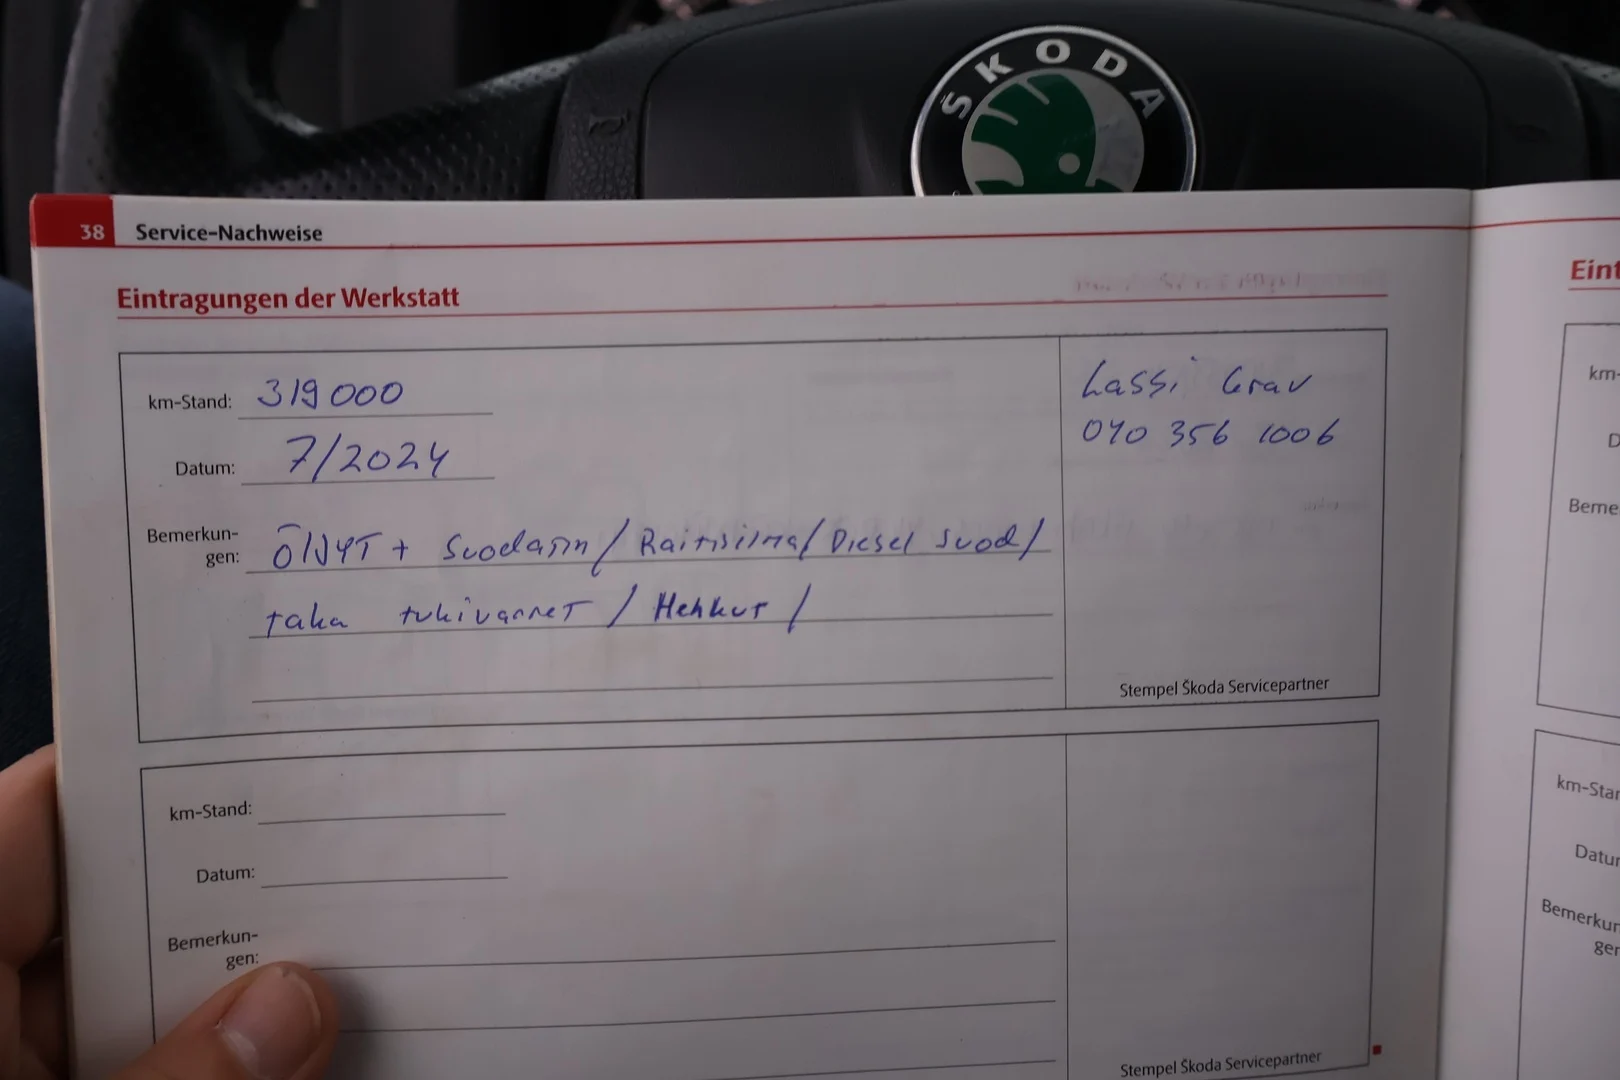 ŠKODA
38 Service-Nachweise
Eintragungen der Werkstatt
km-Stand: 319000
Datum: 7/2024
Bemerkun-
gen: ÖljyT + Suodatin / Raitisilma / Diesel suod /
taka tukivarret / Hehkut /
Lassi Grav
040 356 1006
Stempel Škoda Servicepartner
km-Stand:
Datum:
Bemerkun-
gen:
Stempel Škoda Servicepartner
Eint
km-
D
Beme
km-Star
Datur
Bemerkur
ger